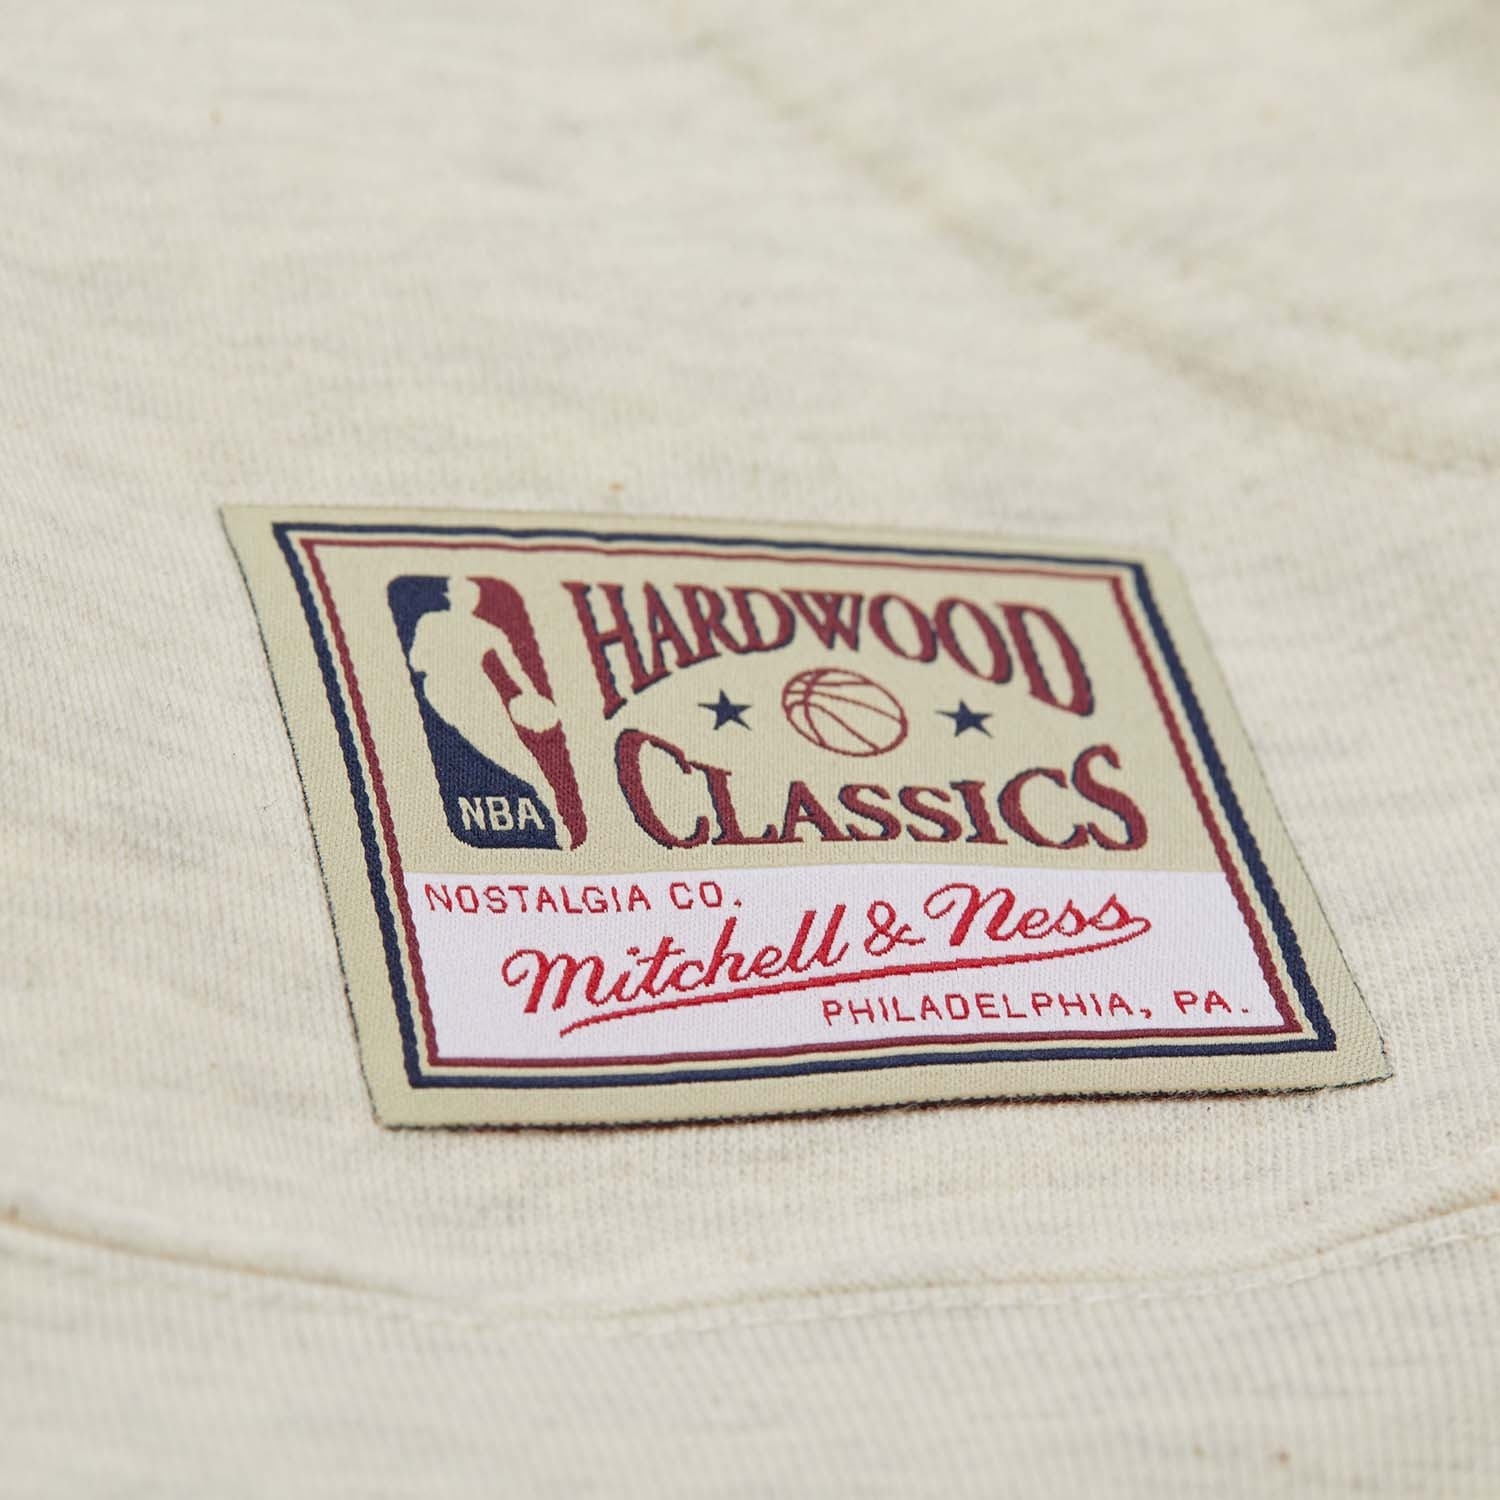 HARDWOOD
CLASSICS
NBA
NOSTALGIA CO.
Mitchell & Ness
PHILADELPHIA, PA.